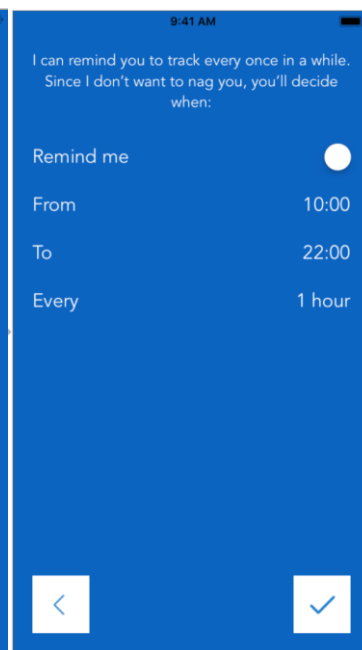 9:41 AM
I can remind you to track every once in a while.
Since I don't want to nag you, you'll decide
when:
Remind me
From 10:00
To 22:00
Every 1 hour